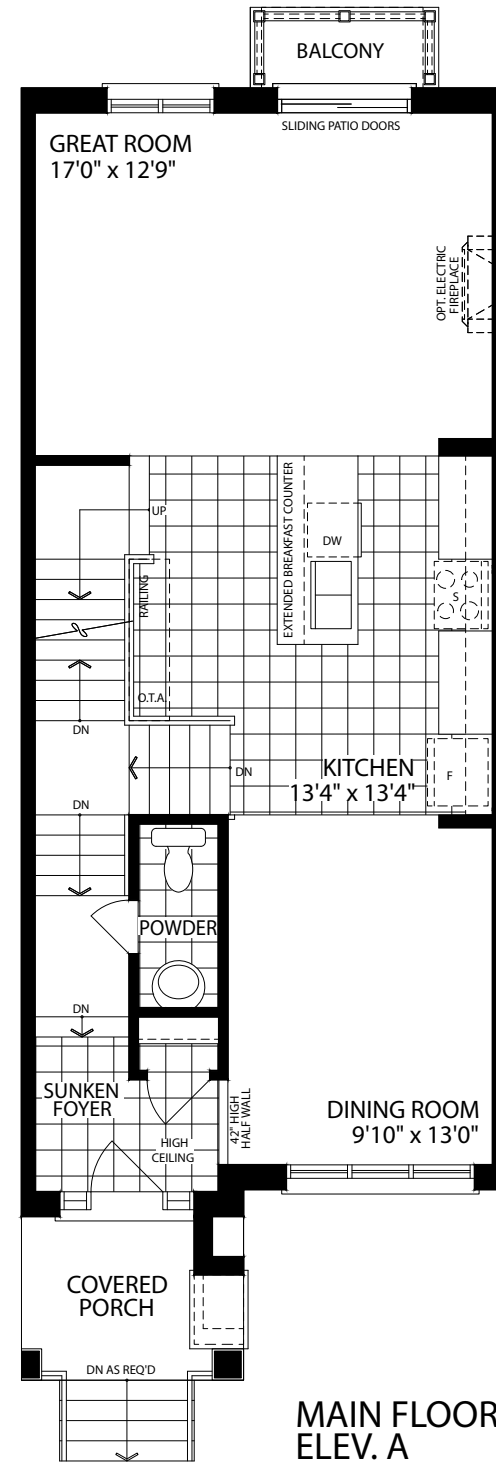 BALCONY
SLIDING PATIO DOORS
GREAT ROOM
17'0" x 12'9"
OPT. ELECTRIC
FIREPLACE
EXTENDED BREAKFAST COUNTER
UP
DW
RAILING
S
O.T.A.
DN
DN
KITCHEN
13'4" x 13'4"
F
DN
POWDER
DN
SUNKEN
FOYER
HIGH
CEILING
42" HIGH
HALF WALL
DINING ROOM
9'10" x 13'0"
COVERED
PORCH
DN AS REQ'D
MAIN FLOOR
ELEV. A